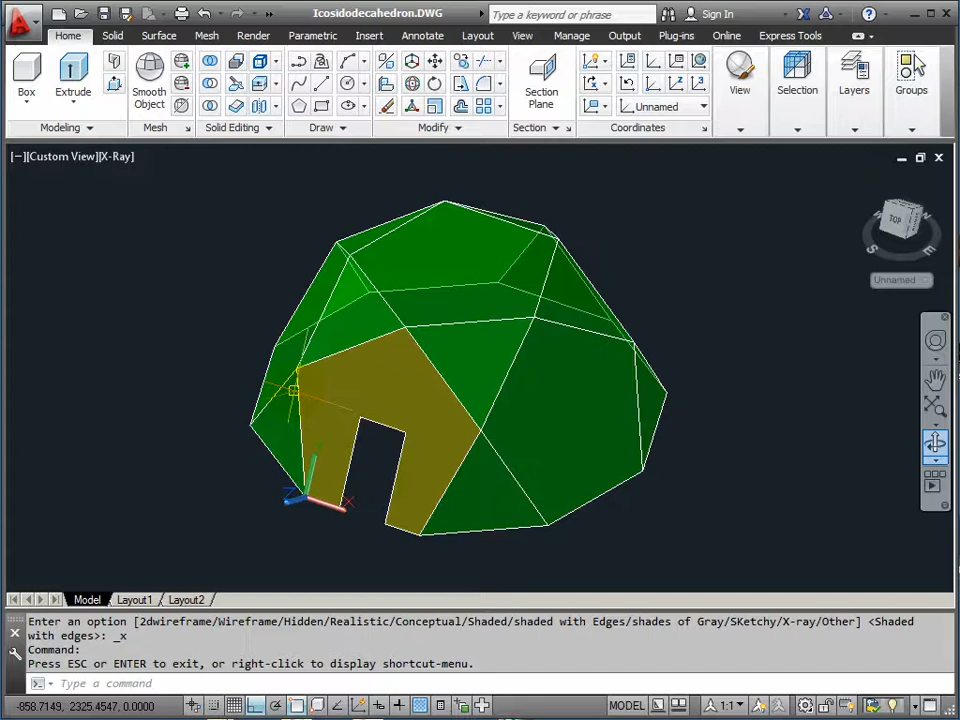 Icosidodecahedron.DWG
Type a keyword or phrase
Sign In
Home Solid Surface Mesh Render Parametric Insert Annotate Layout View Manage Output Plug-ins Online Express Tools
Box Extrude Smooth Object Section Plane Unnamed View Selection Layers Groups
Modeling Mesh Solid Editing Draw Modify Section Coordinates
[−][Custom View][X-Ray]
TOP
S E
Unnamed
Z X
Model Layout1 Layout2
Enter an option [2dwireframe/Wireframe/Hidden/Realistic/Conceptual/Shaded/shaded with Edges/shades of Gray/SKetchy/X-ray/Other] <Shaded
with edges>: _x
Command:
Press ESC or ENTER to exit, or right-click to display shortcut-menu.
Type a command
-858.7149, 2325.4547, 0.0000 MODEL 1:1